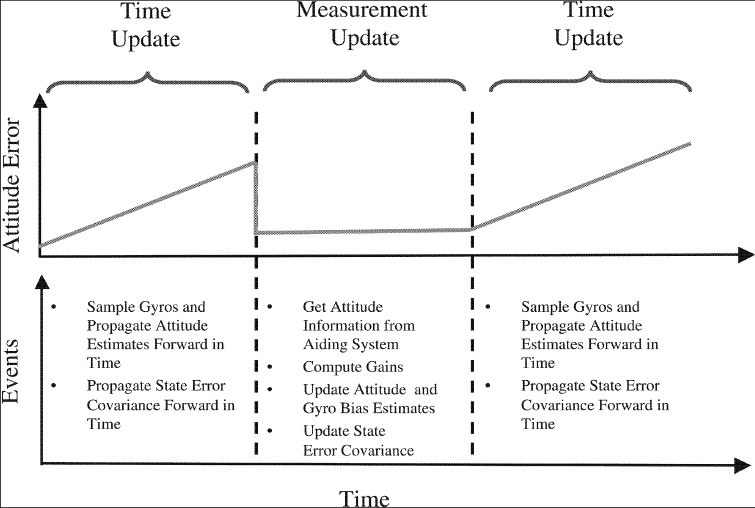 Time
Update
Measurement
Update
Time
Update
Attitude Error
Events
• Sample Gyros and
Propagate Attitude
Estimates Forward in
Time
• Propagate State Error
Covariance Forward in
Time
• Get Attitude
Information from
Aiding System
• Compute Gains
• Update Attitude and
Gyro Bias Estimates
• Update State
Error Covariance
• Sample Gyros and
Propagate Attitude
Estimates Forward in
Time
• Propagate State Error
Covariance Forward in
Time
Time